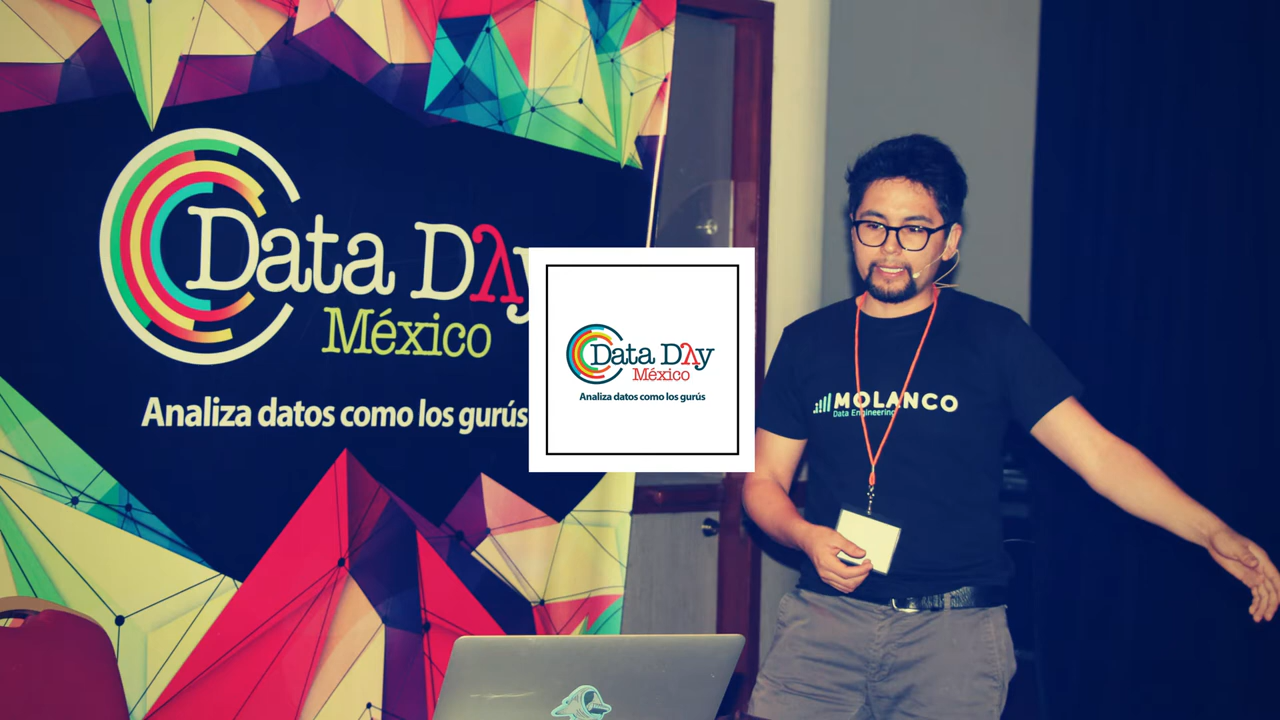 Data Dλy
México
Analiza datos como los gurús
Data Dλy
México
Analiza datos como los gurús
MOLANCO
Data Engineering